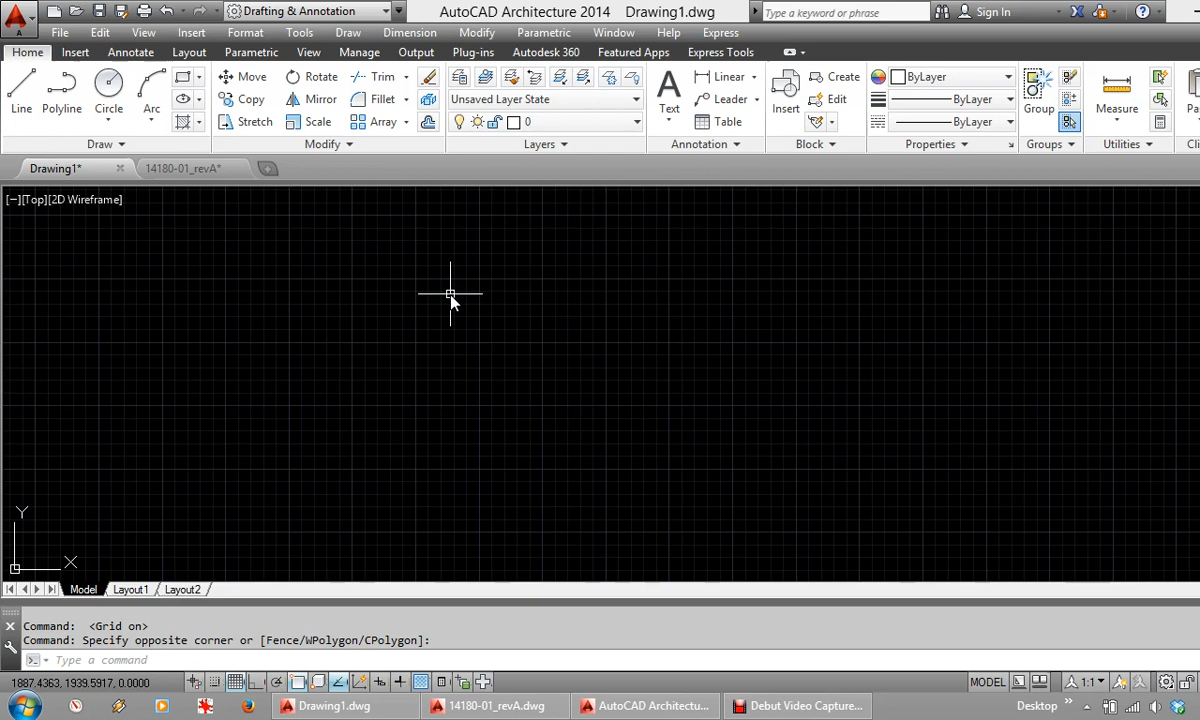 Drafting & Annotation
AutoCAD Architecture 2014 Drawing1.dwg
Type a keyword or phrase
Sign In
A
File Edit View Insert Format Tools Draw Dimension Modify Parametric Window Help Express
Home Insert Annotate Layout Parametric View Manage Output Plug-ins Autodesk 360 Featured Apps Express Tools
Line Polyline Circle Arc
Move Rotate Trim
Copy Mirror Fillet
Stretch Scale Array
Unsaved Layer State
0
A
Text
Linear
Leader
Table
Insert
Create
Edit
ByLayer
ByLayer
ByLayer
Group
Measure
Draw Modify Layers Annotation Block Properties Groups Utilities
Drawing1* 14180-01_revA*
[−][Top][2D Wireframe]
Y
X
Model Layout1 Layout2
Command: <Grid on>
Command: Specify opposite corner or [Fence/WPolygon/CPolygon]:
Type a command
1887.4363, 1939.5917, 0.0000
MODEL
1:1
Drawing1.dwg
14180-01_revA.dwg
AutoCAD Architectu...
Debut Video Capture...
Desktop